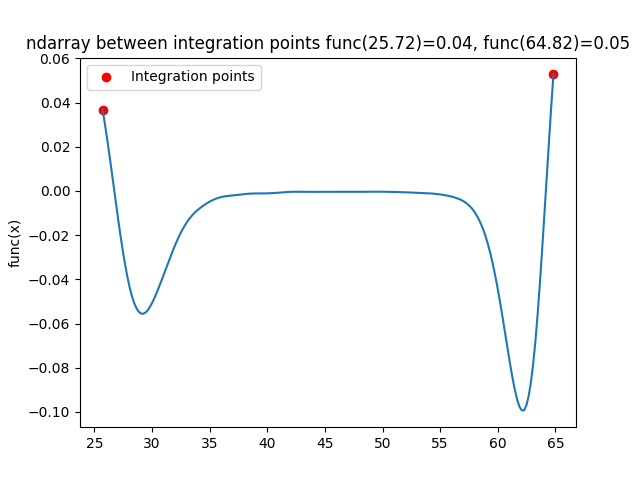 ndarray between integration points func(25.72)=0.04, func(64.82)=0.05
Integration points
0.06
0.04
0.02
0.00
−0.02
−0.04
−0.06
−0.08
−0.10
func(x)
25 30 35 40 45 50 55 60 65